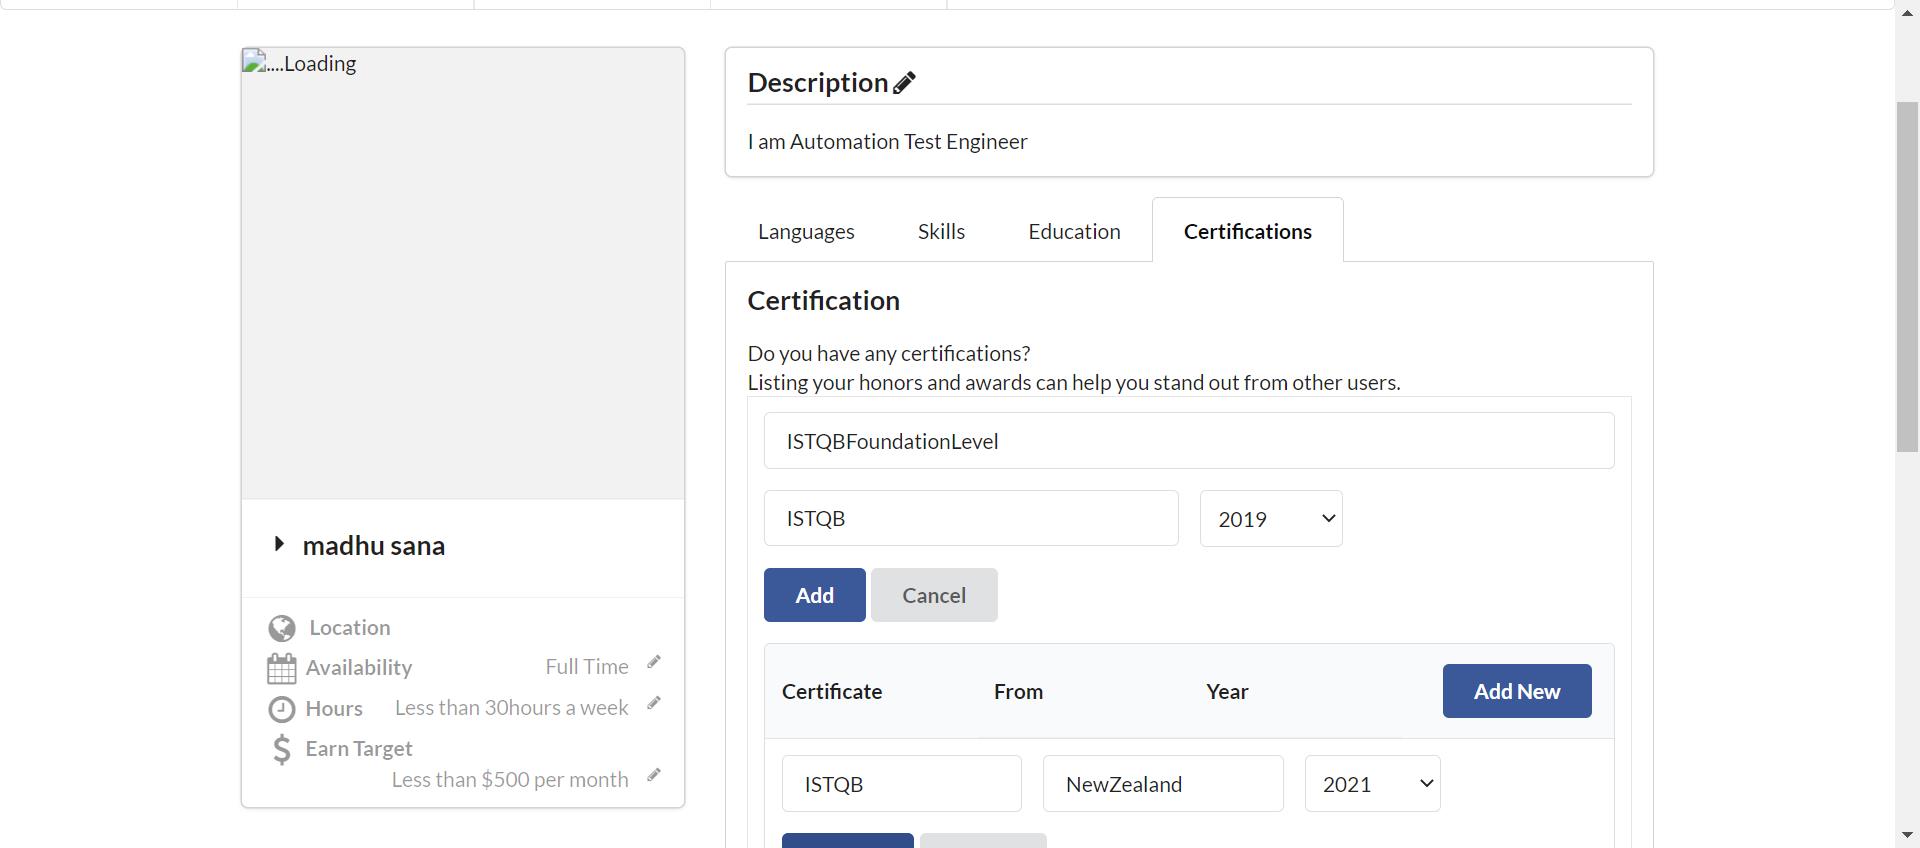 ....Loading
madhu sana
Location
Availability Full Time
Hours Less than 30hours a week
Earn Target
Less than $500 per month
Description
I am Automation Test Engineer
Languages Skills Education Certifications
Certification
Do you have any certifications?
Listing your honors and awards can help you stand out from other users.
ISTQBFoundationLevel
ISTQB 2019
Add Cancel
Certificate From Year Add New
ISTQB NewZealand 2021